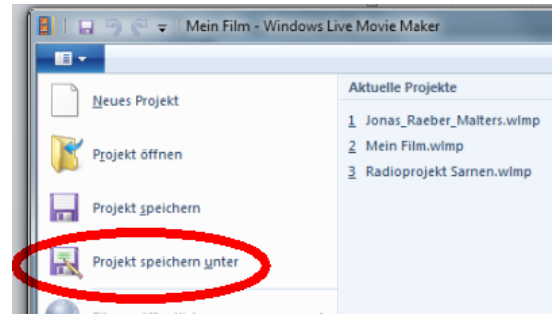 Mein Film - Windows Live Movie Maker
Neues Projekt
Projekt öffnen
Projekt speichern
Projekt speichern unter
Aktuelle Projekte
1 Jonas_Raeber_Malters.wlmp
2 Mein Film.wlmp
3 Radioprojekt Sarnen.wlmp